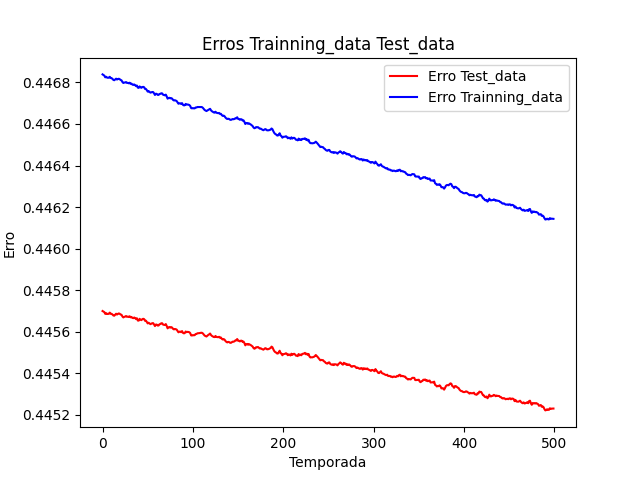 Erros Trainning_data Test_data
Erro Test_data
Erro Trainning_data
0.4468
0.4466
0.4464
0.4462
0.4460
0.4458
0.4456
0.4454
0.4452
Erro
0 100 200 300 400 500
Temporada